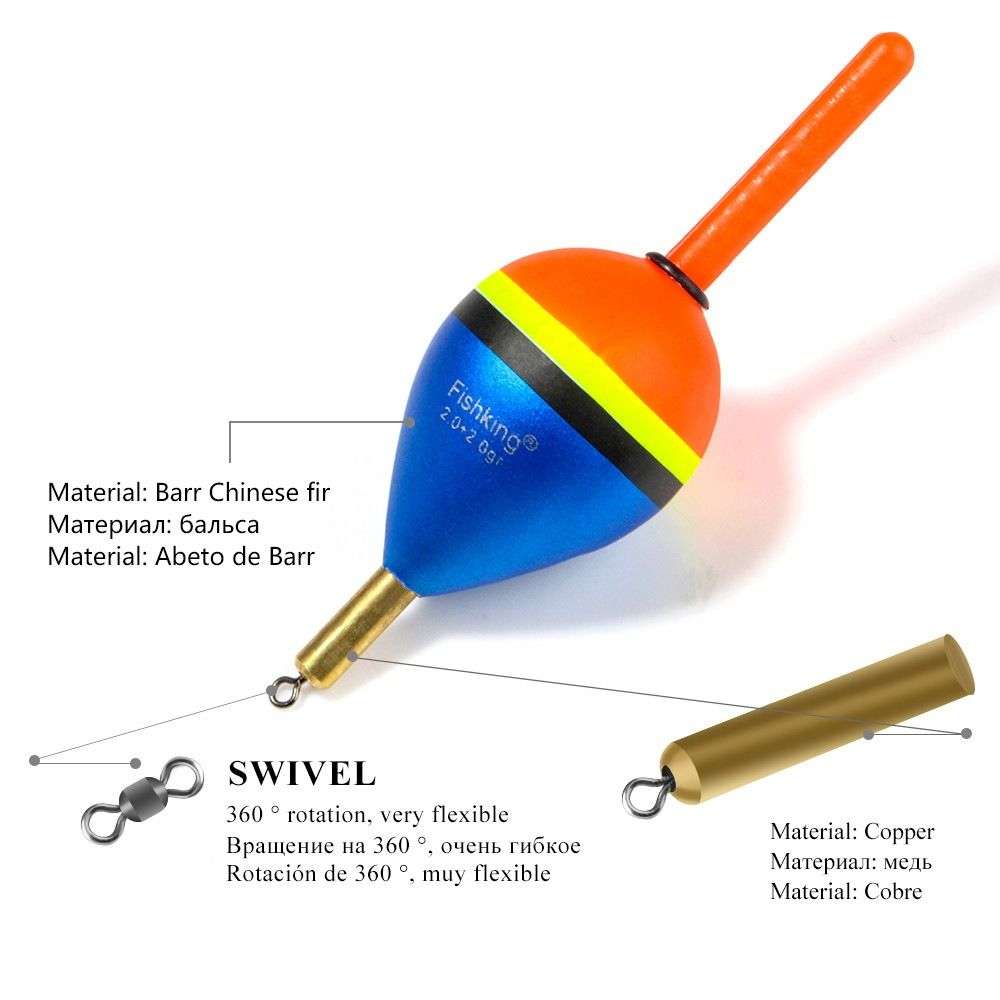 Fishking®
2.0+2.0gr
Material: Barr Chinese fir
Материал: бальса
Material: Abeto de Barr
SWIVEL
360 ° rotation, very flexible
Вращение на 360 °, очень гибкое
Rotación de 360 °, muy flexible
Material: Copper
Материал: медь
Material: Cobre